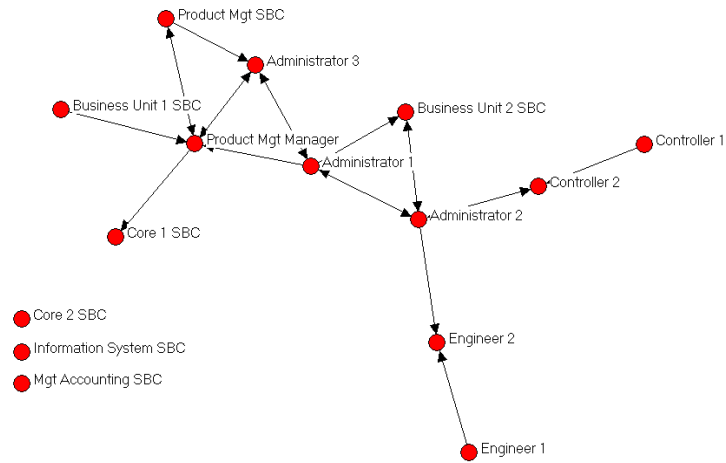 Product Mgt SBC
Administrator 3
Business Unit 1 SBC
Business Unit 2 SBC
Product Mgt Manager
Controller 1
Administrator 1
Controller 2
Administrator 2
Core 1 SBC
Core 2 SBC
Engineer 2
Information System SBC
Mgt Accounting SBC
Engineer 1